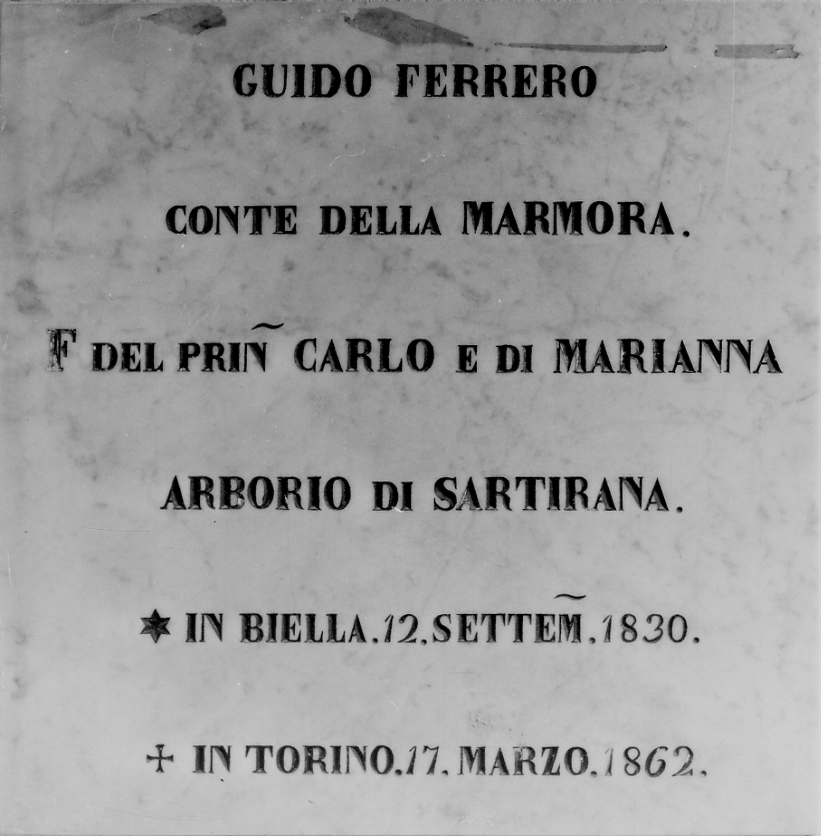 GUIDO FERRERO
CONTE DELLA MARMORA.
F DEL PRIÑ CARLO E DI MARIANNA
ARBORIO DI SARTIRANA.
✶ IN BIELLA.12.SETTEM̃.1830.
+ IN TORINO.17.MARZO.1862.